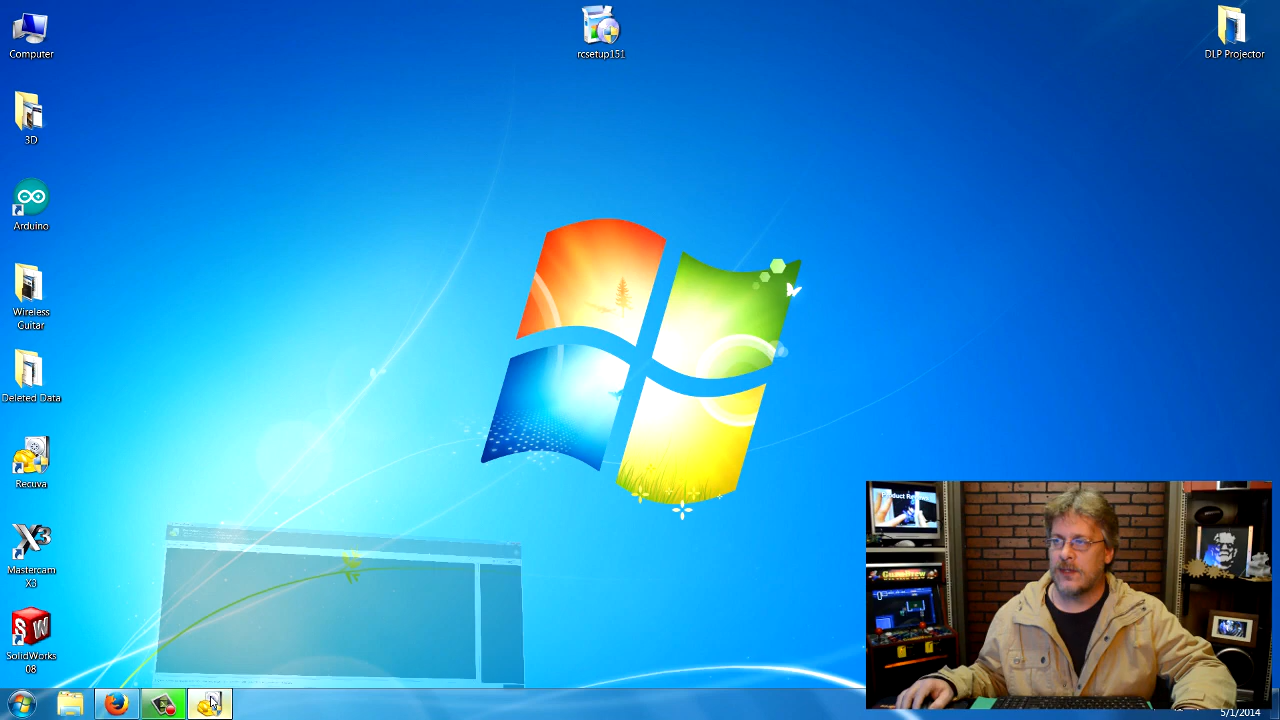 Computer
rcsetup151
DLP Projector
3D
Arduino
Wireless
Guitar
Deleted Data
Recuva
Mastercam
X3
SolidWorks
08
5/1/2014